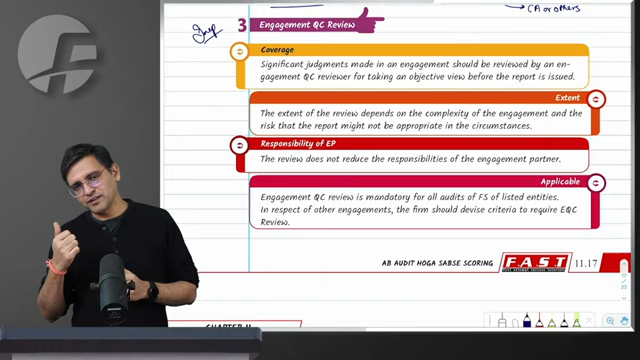 CA or others
Imp
3 Engagement QC Review
Coverage
Significant judgments made in an engagement should be reviewed by an en-
gagement QC reviewer for taking an objective view before the report is issued.
Extent
The extent of the review depends on the complexity of the engagement and the
risk that the report might not be appropriate in the circumstances.
Responsibility of EP
The review does not reduce the responsibilities of the engagement partner.
Applicable
Engagement QC review is mandatory for all audits of FS of listed entities.
In respect of other engagements, the firm should devise criteria to require EQC
Review.
AB AUDIT HOGA SABSE SCORING
F.A.S.T
11.17